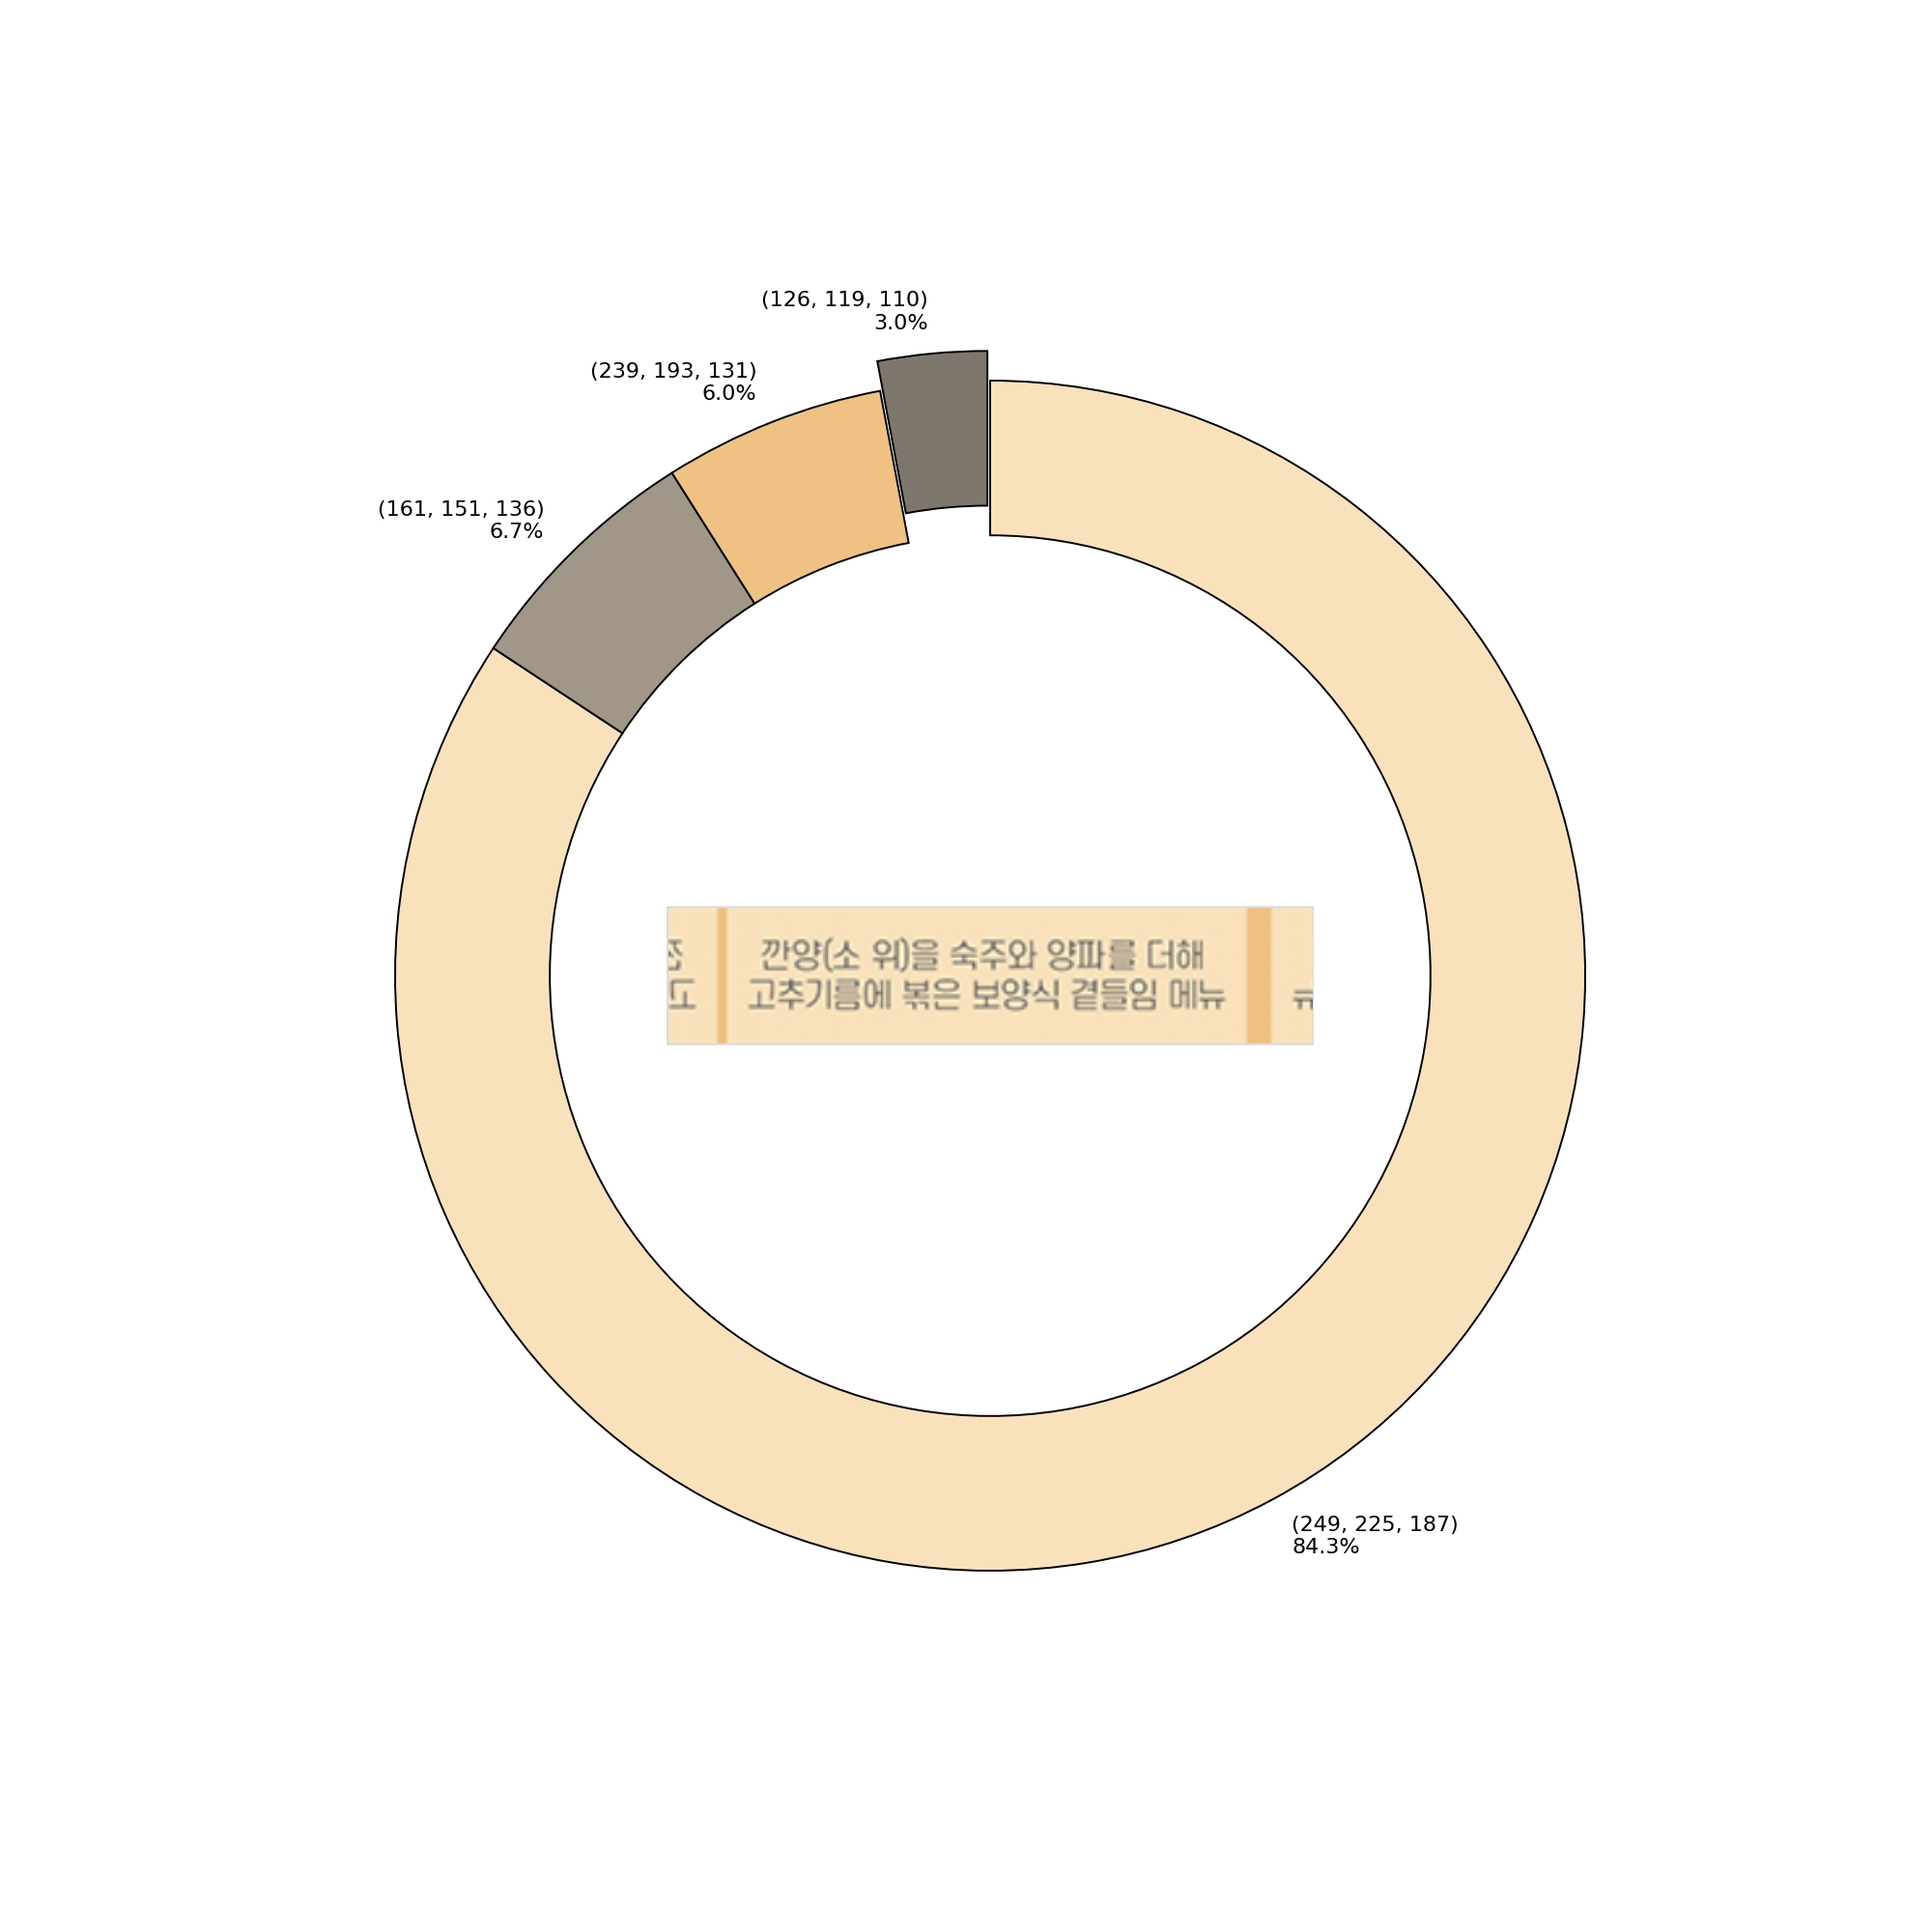 (126, 119, 110)
3.0%
(239, 193, 131)
6.0%
(161, 151, 136)
6.7%
깐양(소 위)을 숙주와 양파를 더해
고추기름에 볶은 보양식 곁들임 메뉴
(249, 225, 187)
84.3%